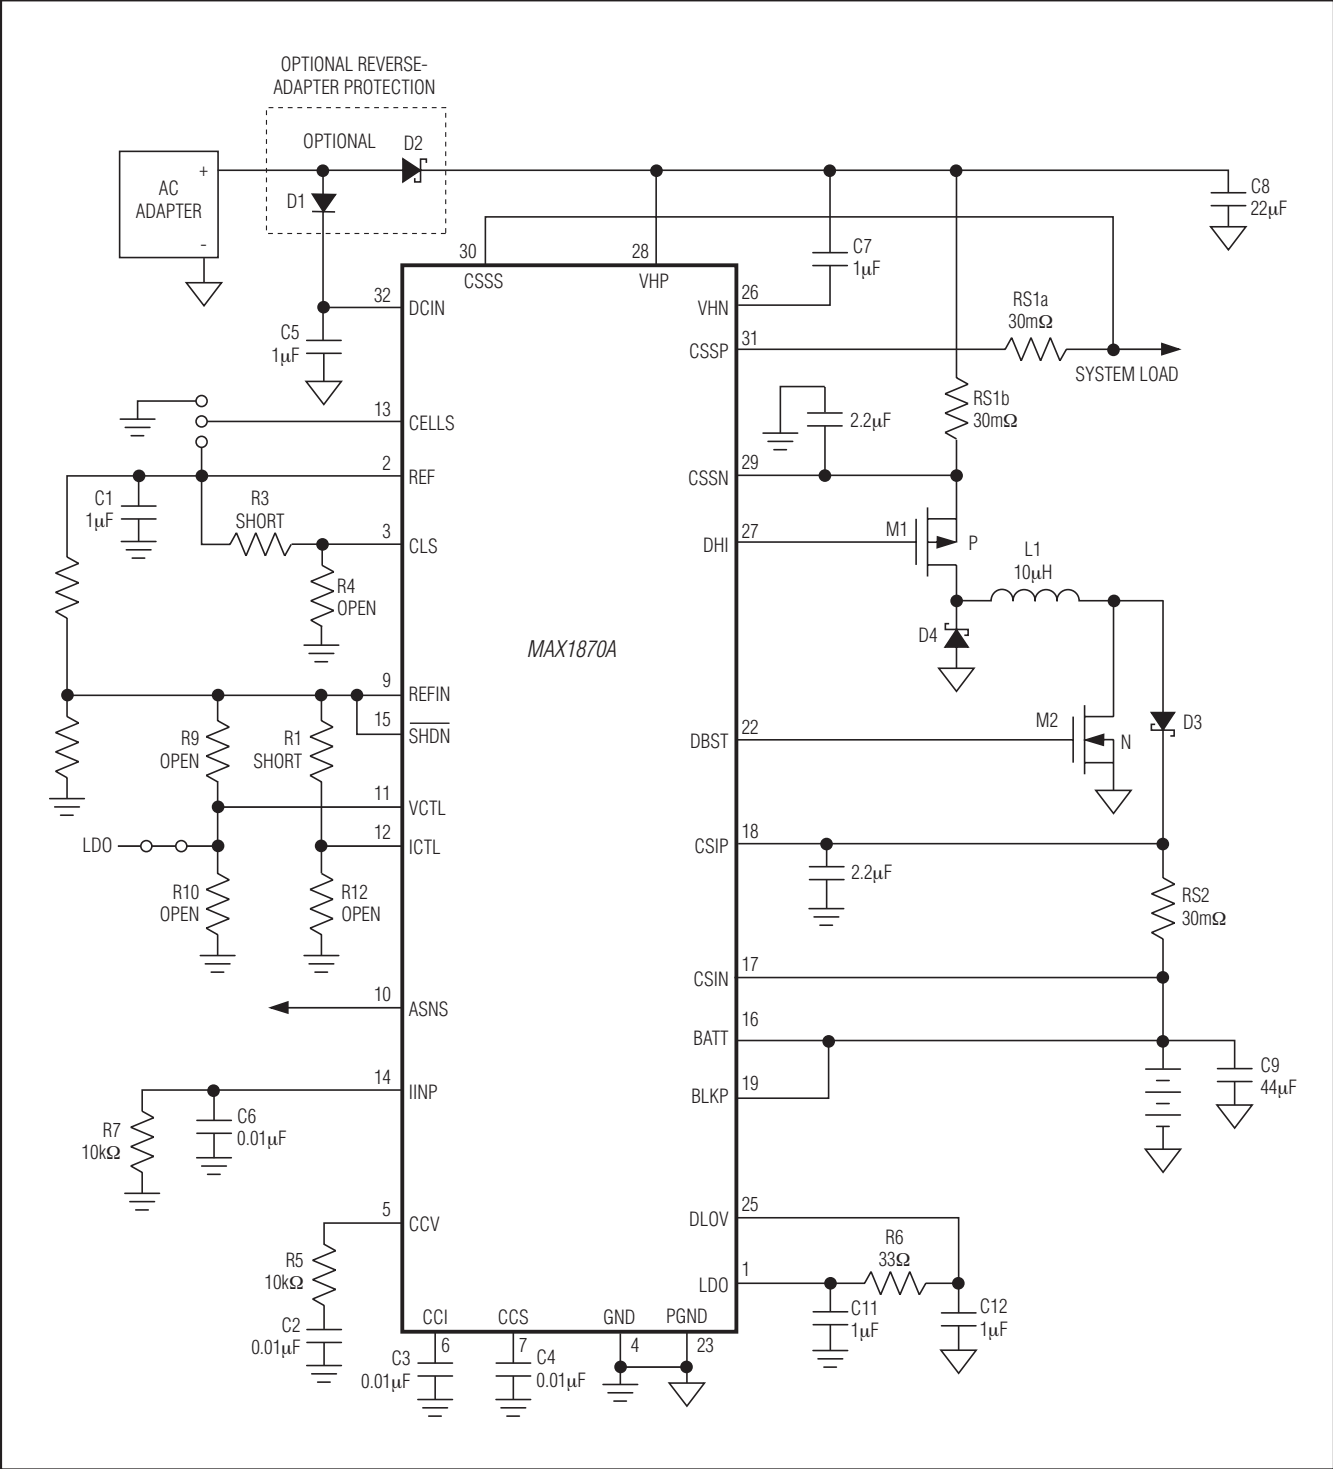 OPTIONAL REVERSE-
ADAPTER PROTECTION
OPTIONAL
D2
D1
AC
ADAPTER
+
-
C8
22µF
30
CSSS
28
VHP
C7
1µF
26
VHN
32
DCIN
C5
1µF
31
CSSP
RS1a
30mΩ
SYSTEM LOAD
RS1b
30mΩ
2.2µF
13
CELLS
2
REF
29
CSSN
C1
1µF
R3
SHORT
3
CLS
R4
OPEN
27
DHI
M1
P
L1
10µH
D4
MAX1870A
9
REFIN
15
SHDN
R9
OPEN
R1
SHORT
22
DBST
M2
N
D3
11
VCTL
12
ICTL
LDO
R10
OPEN
R12
OPEN
18
CSIP
2.2µF
RS2
30mΩ
17
CSIN
10
ASNS
16
BATT
19
BLKP
C9
44µF
14
IINP
R7
10kΩ
C6
0.01µF
5
CCV
R5
10kΩ
C2
0.01µF
25
DLOV
R6
33Ω
1
LDO
C11
1µF
C12
1µF
CCI
CCS
GND
PGND
6
7
4
23
C3
0.01µF
C4
0.01µF